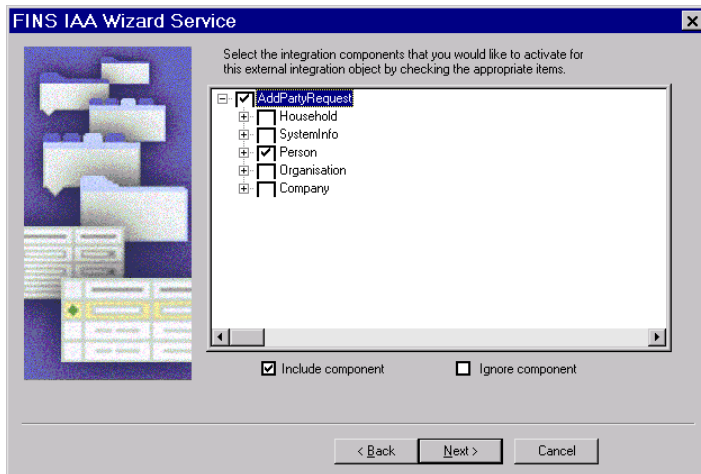 FINS IAA Wizard Service
Select the integration components that you would like to activate for
this external integration object by checking the appropriate items.
AddPartyRequest
Household
SystemInfo
Person
Organisation
Company
Include component
Ignore component
< Back
Next >
Cancel